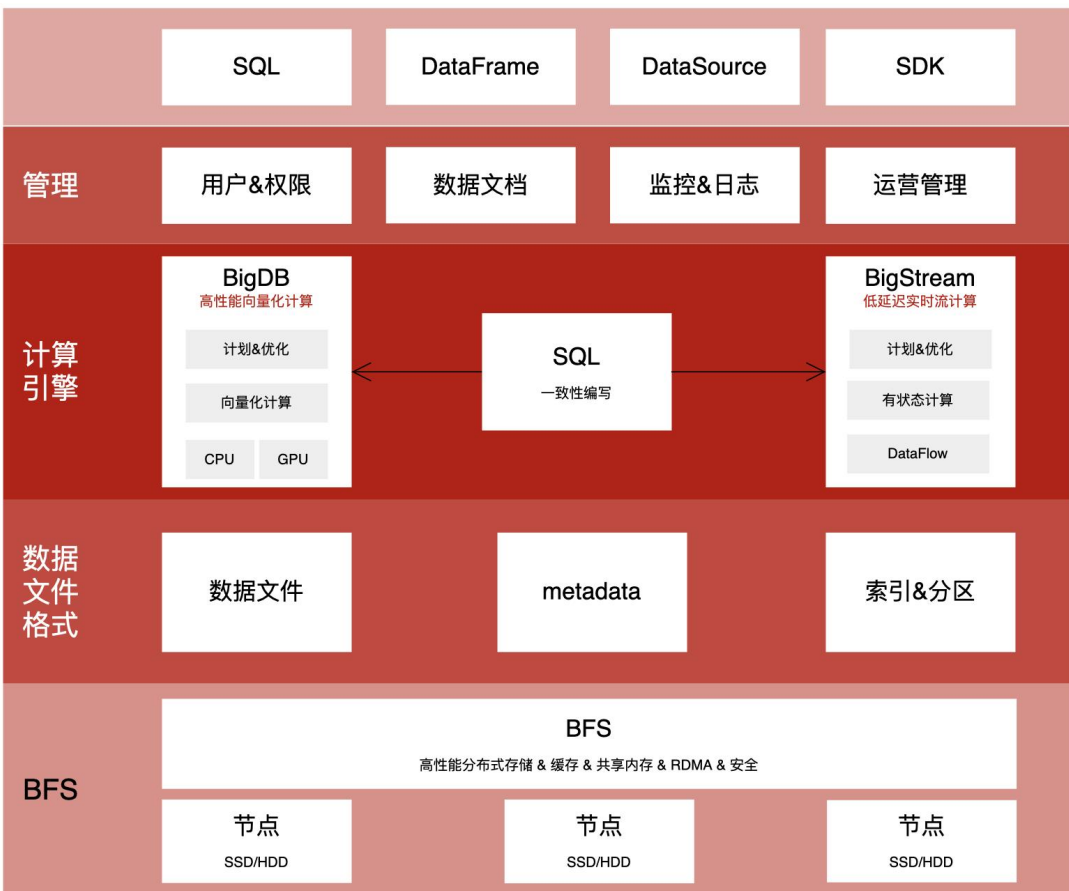 SQL
DataFrame
DataSource
SDK
管理
用户&权限
数据文档
监控&日志
运营管理
计算
引擎
BigDB
高性能向量化计算
计划&优化
向量化计算
CPU
GPU
SQL
一致性编写
BigStream
低延迟实时流计算
计划&优化
有状态计算
DataFlow
数据
文件
格式
数据文件
metadata
索引&分区
BFS
BFS
高性能分布式存储 & 缓存 & 共享内存 & RDMA & 安全
节点
SSD/HDD
节点
SSD/HDD
节点
SSD/HDD